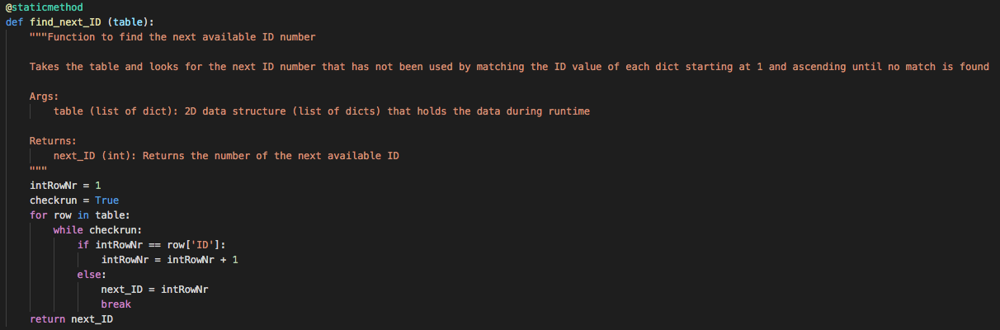 @staticmethod
def find_next_ID (table):
"""Function to find the next available ID number
Takes the table and looks for the next ID number that has not been used by matching the ID value of each dict starting at 1 and ascending until no match is found
Args:
table (list of dict): 2D data structure (list of dicts) that holds the data during runtime
Returns:
next_ID (int): Returns the number of the next available ID
"""
intRowNr = 1
checkrun = True
for row in table:
while checkrun:
if intRowNr == row['ID']:
intRowNr = intRowNr + 1
else:
next_ID = intRowNr
break
return next_ID